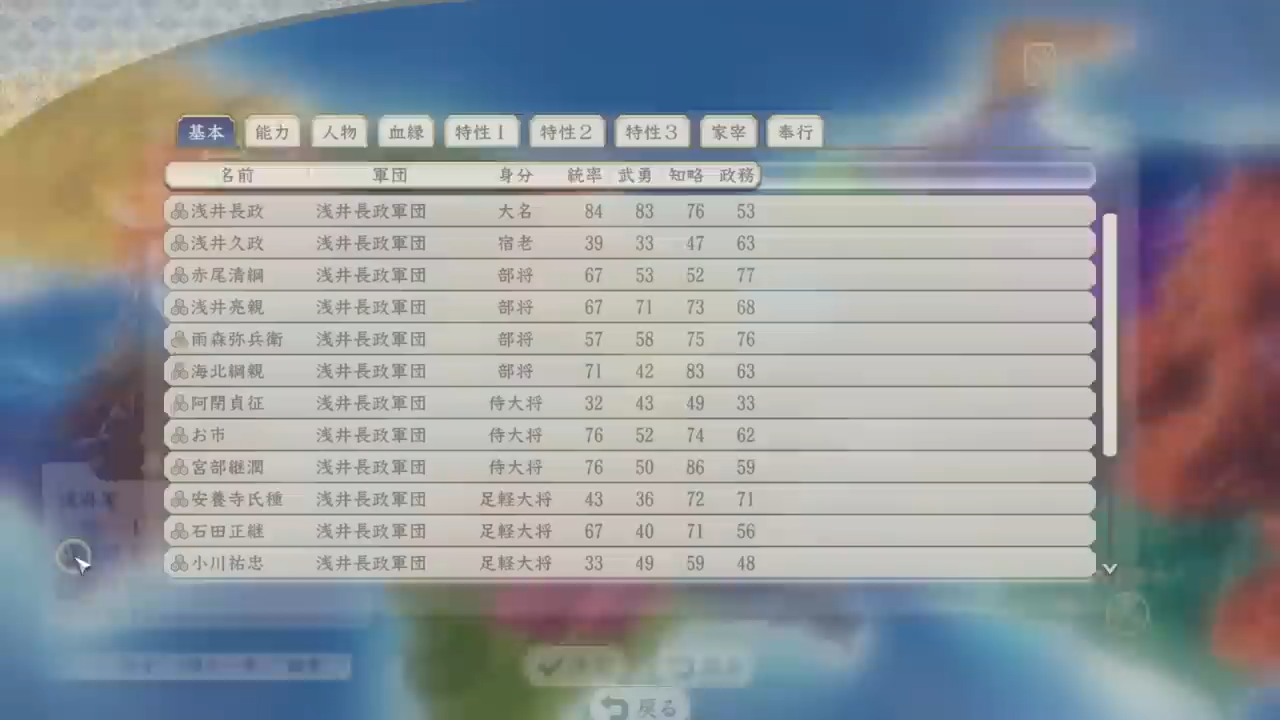 基本 能力 人物 血縁 特性1 特性2 特性3 家宰 奉行
名前 軍団 身分 統率 武勇 知略 政務
浅井長政 浅井長政軍団 大名 84 83 76 53
浅井久政 浅井長政軍団 宿老 39 33 47 63
赤尾清綱 浅井長政軍団 部将 67 53 52 77
浅井亮親 浅井長政軍団 部将 67 71 73 68
雨森弥兵衛 浅井長政軍団 部将 57 58 75 76
海北綱親 浅井長政軍団 部将 71 42 83 63
阿閉貞征 浅井長政軍団 侍大将 32 43 49 33
お市 浅井長政軍団 侍大将 76 52 74 62
宮部継潤 浅井長政軍団 侍大将 76 50 86 59
安養寺氏種 浅井長政軍団 足軽大将 43 36 72 71
石田正継 浅井長政軍団 足軽大将 67 40 71 56
小川祐忠 浅井長政軍団 足軽大将 33 49 59 48
戻る